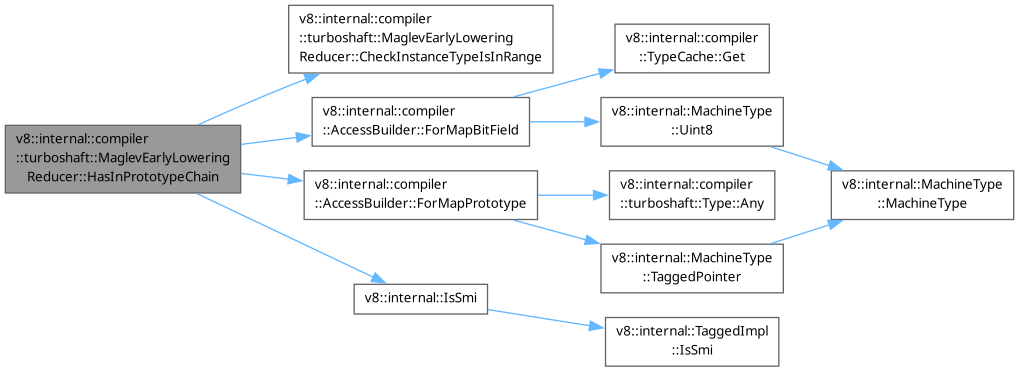 v8::internal::compiler
::turboshaft::MaglevEarlyLowering
Reducer::HasInPrototypeChain
v8::internal::compiler
::turboshaft::MaglevEarlyLowering
Reducer::CheckInstanceTypeIsInRange
v8::internal::compiler
::AccessBuilder::ForMapBitField
v8::internal::compiler
::TypeCache::Get
v8::internal::MachineType
::Uint8
v8::internal::MachineType
::MachineType
v8::internal::compiler
::AccessBuilder::ForMapPrototype
v8::internal::compiler
::turboshaft::Type::Any
v8::internal::MachineType
::TaggedPointer
v8::internal::IsSmi
v8::internal::TaggedImpl
::IsSmi